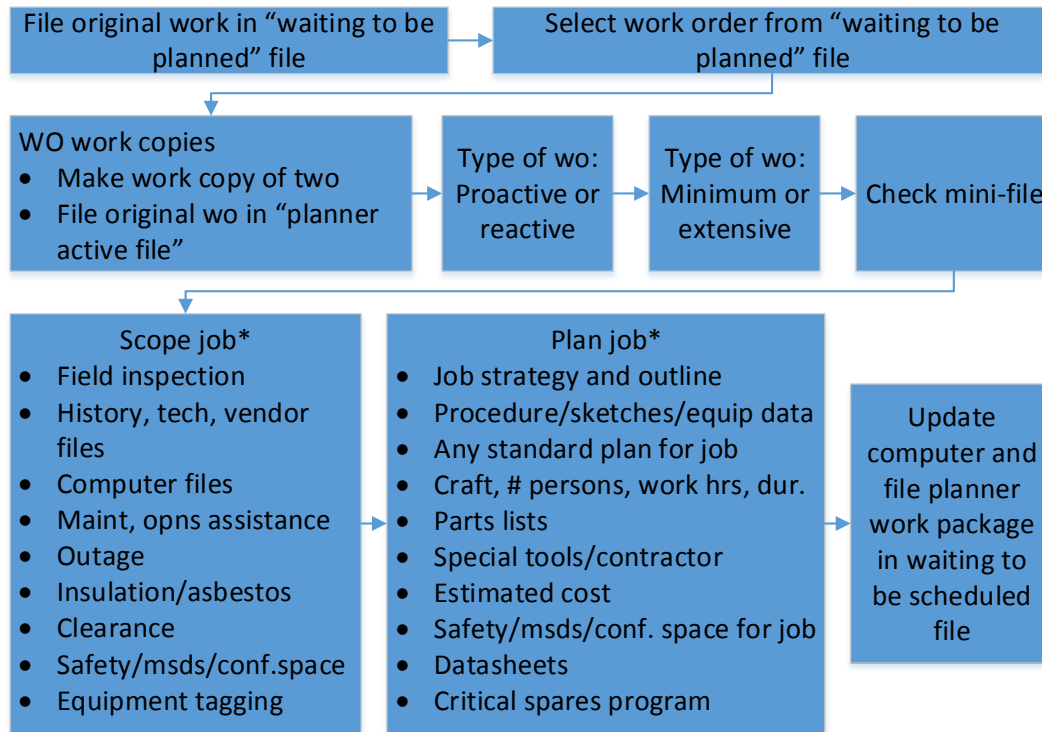 File original work in “waiting to be
planned” file
Select work order from “waiting to be
planned” file
WO work copies
• Make work copy of two
• File original wo in “planner
active file”
Type of wo:
Proactive or
reactive
Type of wo:
Minimum or
extensive
Check mini-file
Scope job*
• Field inspection
• History, tech, vendor
files
• Computer files
• Maint, opns assistance
• Outage
• Insulation/asbestos
• Clearance
• Safety/msds/conf.space
• Equipment tagging
Plan job*
• Job strategy and outline
• Procedure/sketches/equip data
• Any standard plan for job
• Craft, # persons, work hrs, dur.
• Parts lists
• Special tools/contractor
• Estimated cost
• Safety/msds/conf. space for job
• Datasheets
• Critical spares program
Update
computer and
file planner
work package
in waiting to
be scheduled
file